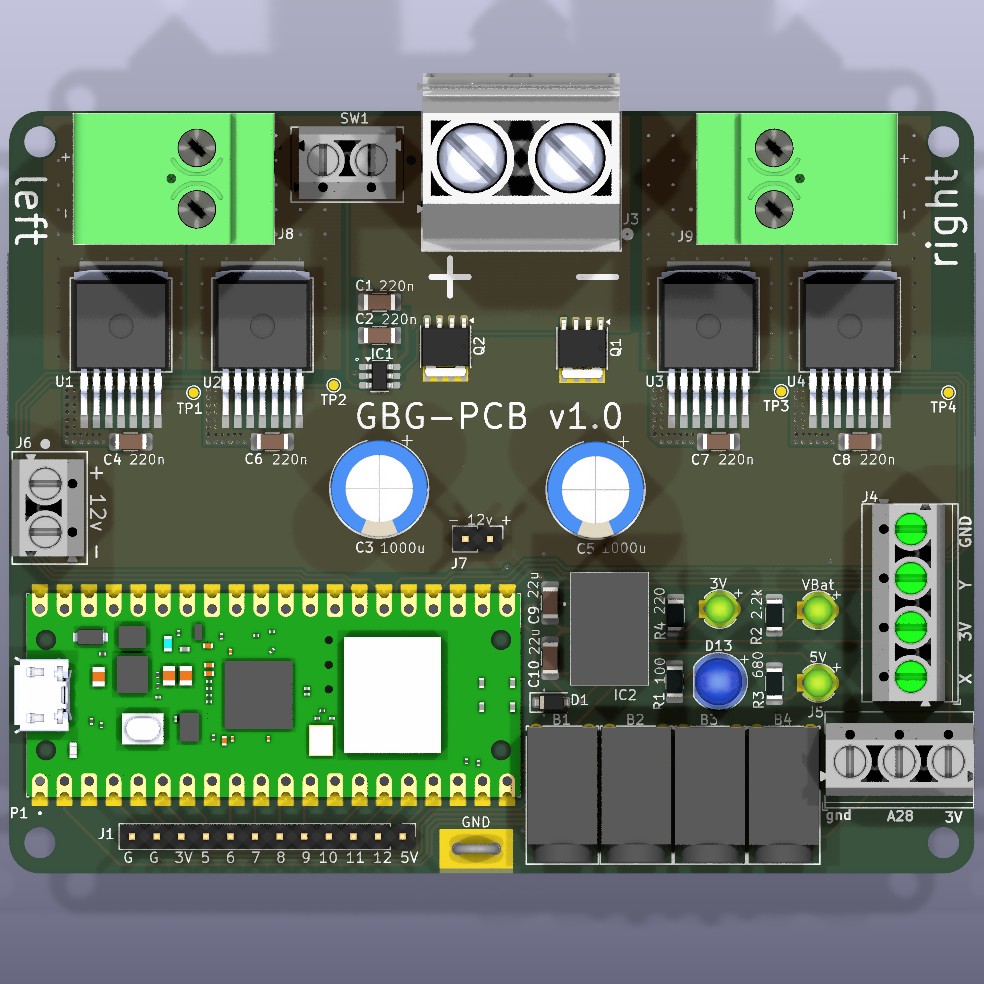 SW1
+
+
left
right
-
-
J8
J3
J9
+ -
C1 220n
C2 220n
IC1
Q2
Q1
U1
U2
U3
U4
TP1
TP2
TP3
TP4
GBG-PCB v1.0
C4 220n
C6 220n
C7 220n
C8 220n
J6
+ 12v -
+
+
C3 1000u
C5 1000u
- 12v +
J7
J4
GND
Y
3V
X
C9 22u
C10 22u
IC2
R4 220
3V
+
R2 2.2k
VBat
+
R1 100
D13
+
R3 680
5V
+
D1
J5
B1 B2 B3 B4
gnd A28 3V
P1
J1
G G 3V 5 6 7 8 9 10 11 12 5V
GND